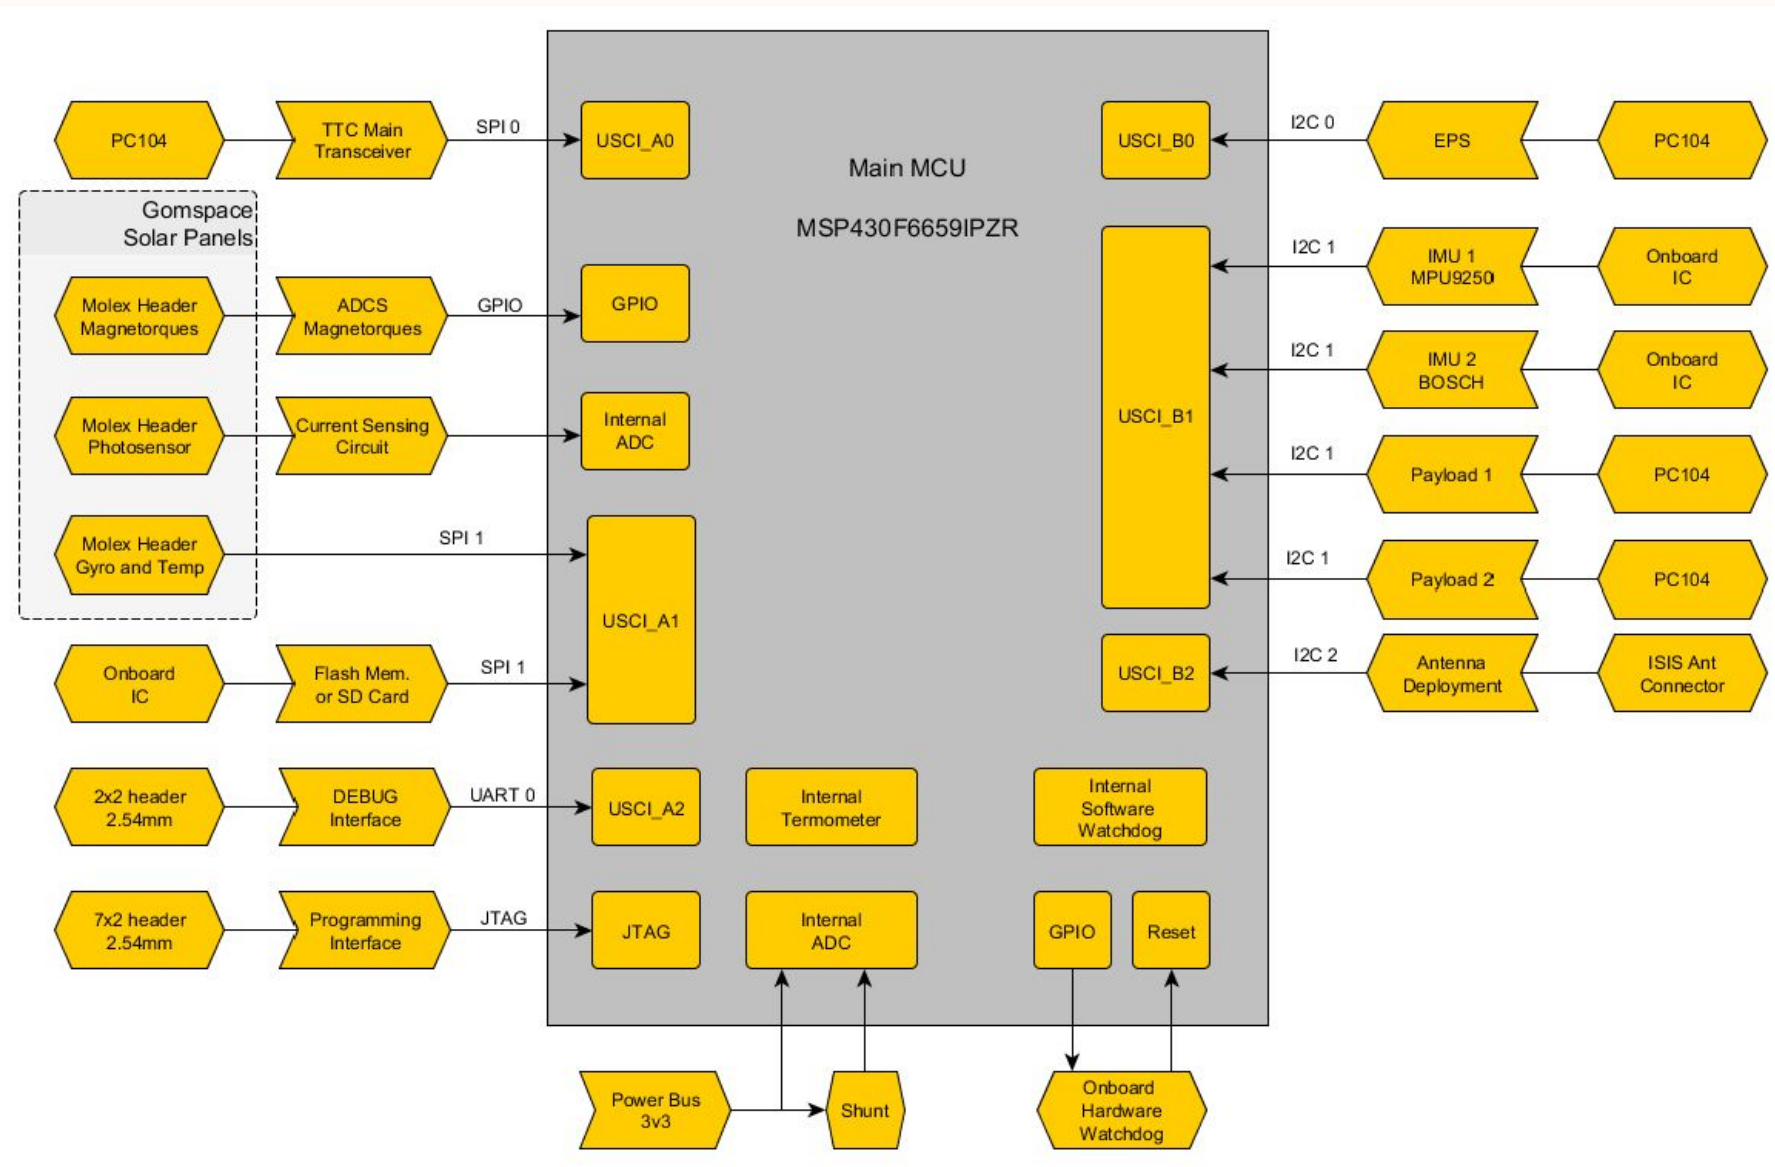 PC104
TTC Main
Transceiver
SPI 0
USCI_A0
Main MCU
MSP430F6659IPZR
USCI_B0
I2C 0
EPS
PC104
Gomspace
Solar Panels
Molex Header
Magnetorques
ADCS
Magnetorques
GPIO
GPIO
Molex Header
Photosensor
Current Sensing
Circuit
Internal
ADC
Molex Header
Gyro and Temp
SPI 1
USCI_A1
Onboard
IC
Flash Mem.
or SD Card
SPI 1
2x2 header
2.54mm
DEBUG
Interface
UART 0
USCI_A2
7x2 header
2.54mm
Programming
Interface
JTAG
JTAG
USCI_B1
I2C 1
IMU 1
MPU9250
Onboard
IC
I2C 1
IMU 2
BOSCH
Onboard
IC
I2C 1
Payload 1
PC104
I2C 1
Payload 2
PC104
USCI_B2
I2C 2
Antenna
Deployment
ISIS Ant
Connector
Internal
Termometer
Internal
Software
Watchdog
Internal
ADC
GPIO
Reset
Power Bus
3v3
Shunt
Onboard
Hardware
Watchdog